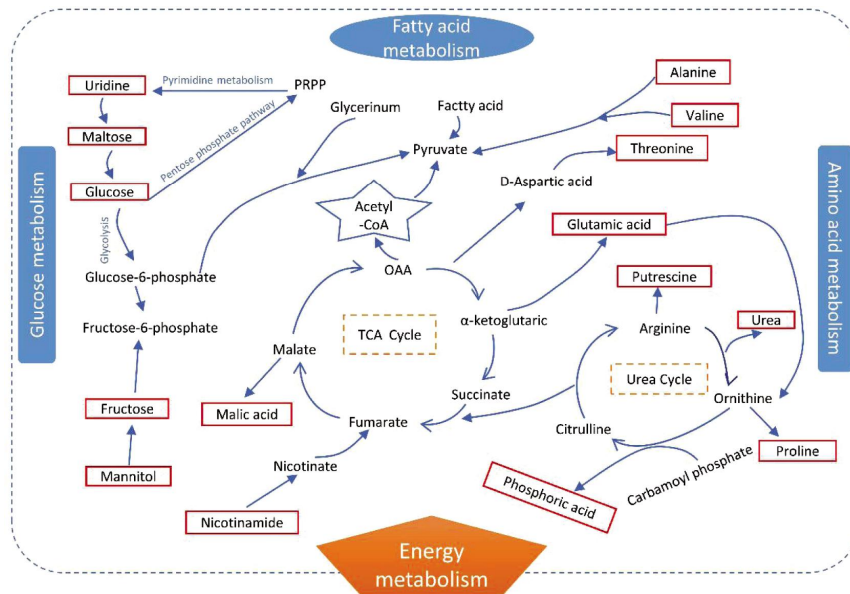 Fatty acid
metabolism
Uridine
Pyrimidine metabolism
PRPP
Glycerinum
Factty acid
Alanine
Maltose
Pentose phosphate pathway
Pyruvate
Valine
Threonine
Glucose
D-Aspartic acid
Glucose metabolism
Amino acid metabolism
Acetyl
-CoA
Glycolysis
Glutamic acid
Glucose-6-phosphate
OAA
Putrescine
Fructose-6-phosphate
TCA Cycle
α-ketoglutaric
Arginine
Urea
Malate
Urea Cycle
Succinate
Ornithine
Fructose
Malic acid
Fumarate
Citrulline
Mannitol
Nicotinate
Proline
Carbamoyl phosphate
Phosphoric acid
Nicotinamide
Energy
metabolism